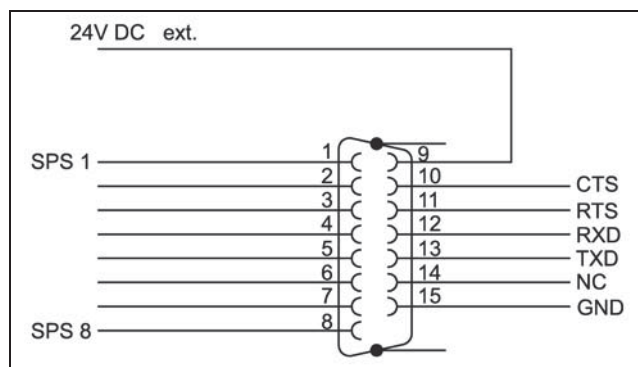 24V DC ext.
1
9
SPS 1
2
10
CTS
3
11
RTS
4
12
RXD
5
13
TXD
6
14
NC
7
15
GND
8
SPS 8